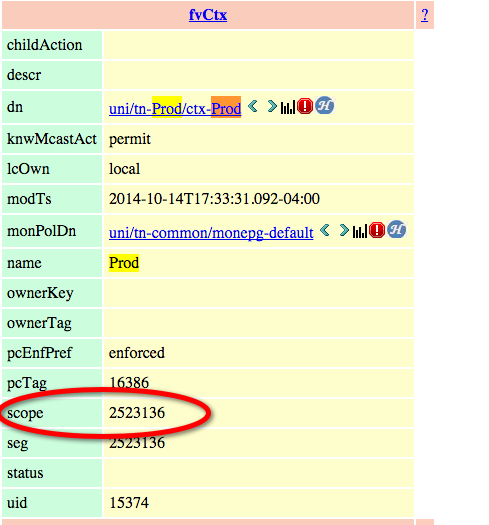 fvCtx ?
childAction
descr
dn uni/tn-Prod/ctx-Prod
knwMcastAct permit
lcOwn local
modTs 2014-10-14T17:33:31.092-04:00
monPolDn uni/tn-common/monepg-default
name Prod
ownerKey
ownerTag
pcEnfPref enforced
pcTag 16386
scope 2523136
seg 2523136
status
uid 15374